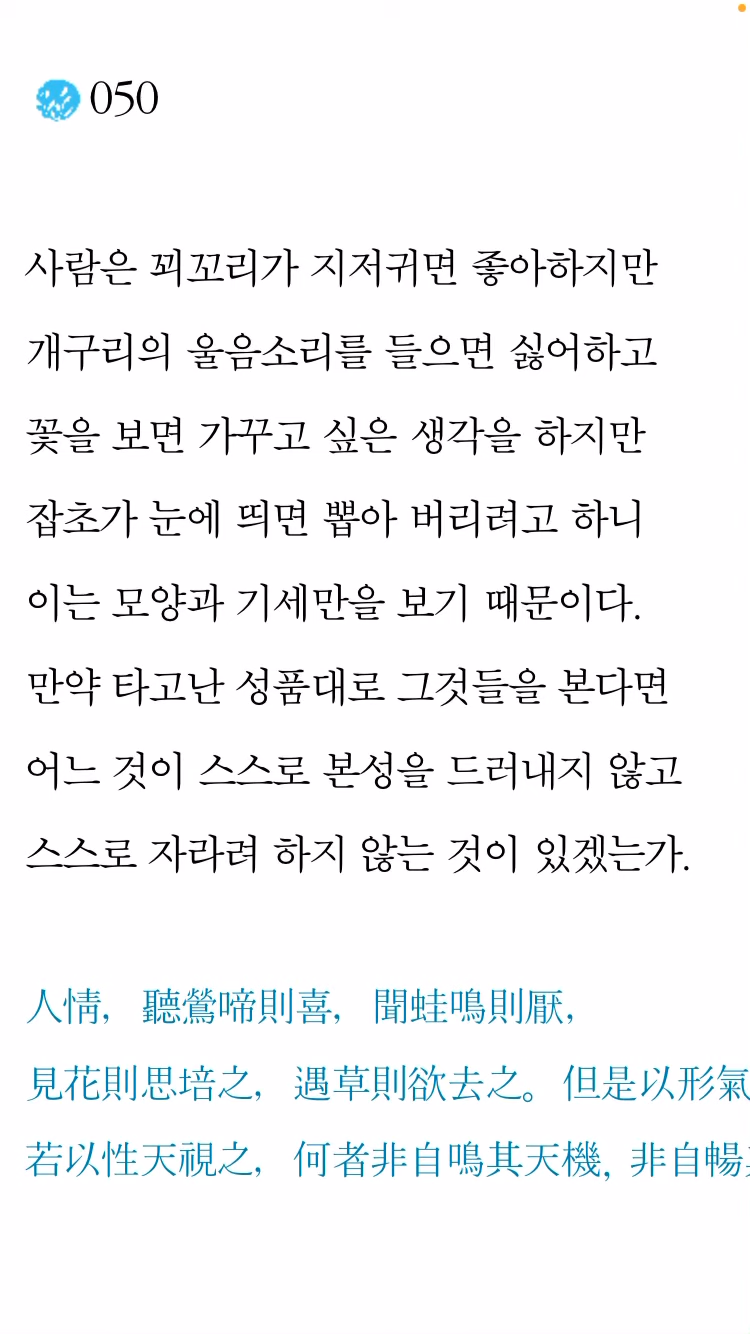 050
사람은 꾀꼬리가 지저귀면 좋아하지만
개구리의 울음소리를 들으면 싫어하고
꽃을 보면 가꾸고 싶은 생각을 하지만
잡초가 눈에 띄면 뽑아 버리려고 하니
이는 모양과 기세만을 보기 때문이다.
만약 타고난 성품대로 그것들을 본다면
어느 것이 스스로 본성을 드러내지 않고
스스로 자라려 하지 않는 것이 있겠는가.
人情, 聽鶯啼則喜, 聞蛙鳴則厭,
見花則思培之, 遇草則欲去之。但是以形氣
若以性天視之, 何者非自鳴其天機, 非自暢